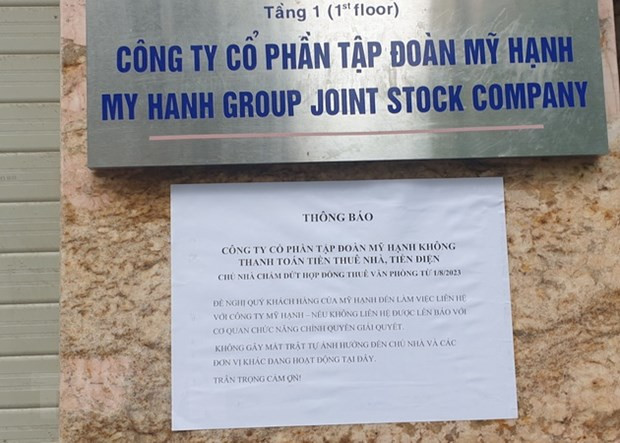 Tầng 1 (1st floor)
CÔNG TY CỔ PHẦN TẬP ĐOÀN MỸ HẠNH
MY HANH GROUP JOINT STOCK COMPANY
THÔNG BÁO
CÔNG TY CỔ PHẦN TẬP ĐOÀN MỸ HẠNH KHÔNG
THANH TOÁN TIỀN THUÊ NHÀ, TIỀN ĐIỆN
CHỦ NHÀ CHẤM DỨT HỢP ĐỒNG THUÊ VĂN PHÒNG TỪ 1/8/2023
ĐỀ NGHỊ QUÝ KHÁCH HÀNG CỦA MỸ HẠNH ĐẾN LÀM VIỆC LIÊN HỆ
VỚI CÔNG TY MỸ HẠNH – NẾU KHÔNG LIÊN HỆ ĐƯỢC LÊN BÁO VỚI
CƠ QUAN CHỨC NĂNG CHÍNH QUYỀN GIẢI QUYẾT.
KHÔNG GÂY MẤT TRẬT TỰ ẢNH HƯỞNG ĐẾN CHỦ NHÀ VÀ CÁC
ĐƠN VỊ KHÁC ĐANG HOẠT ĐỘNG TẠI ĐÂY.
TRÂN TRỌNG CẢM ƠN!